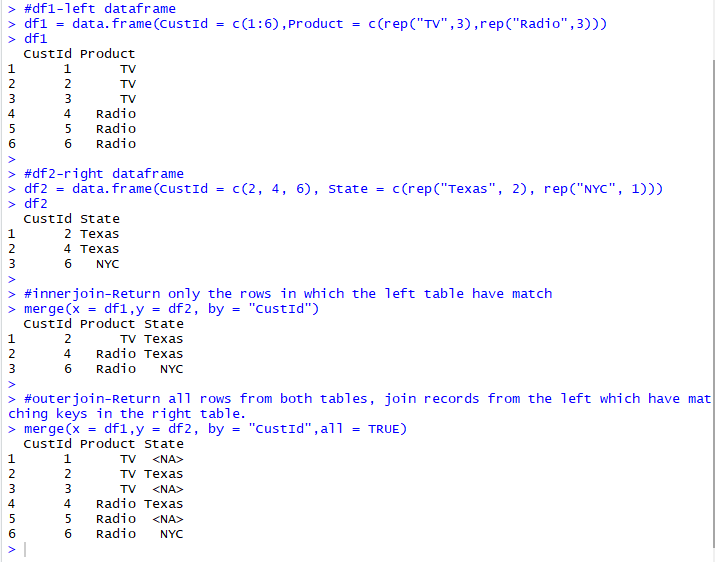 > #df1-left dataframe
> df1 = data.frame(CustId = c(1:6),Product = c(rep("TV",3),rep("Radio",3)))
> df1
  CustId Product
1      1      TV
2      2      TV
3      3      TV
4      4   Radio
5      5   Radio
6      6   Radio
>
> #df2-right dataframe
> df2 = data.frame(CustId = c(2, 4, 6), State = c(rep("Texas", 2), rep("NYC", 1)))
> df2
  CustId State
1      2 Texas
2      4 Texas
3      6   NYC
>
> #innerjoin-Return only the rows in which the left table have match
> merge(x = df1,y = df2, by = "CustId")
  CustId Product State
1      2      TV Texas
2      4   Radio Texas
3      6   Radio   NYC
>
> #outerjoin-Return all rows from both tables, join records from the left which have mat
ching keys in the right table.
> merge(x = df1,y = df2, by = "CustId",all = TRUE)
  CustId Product State
1      1      TV  <NA>
2      2      TV Texas
3      3      TV  <NA>
4      4   Radio Texas
5      5   Radio  <NA>
6      6   Radio   NYC
>